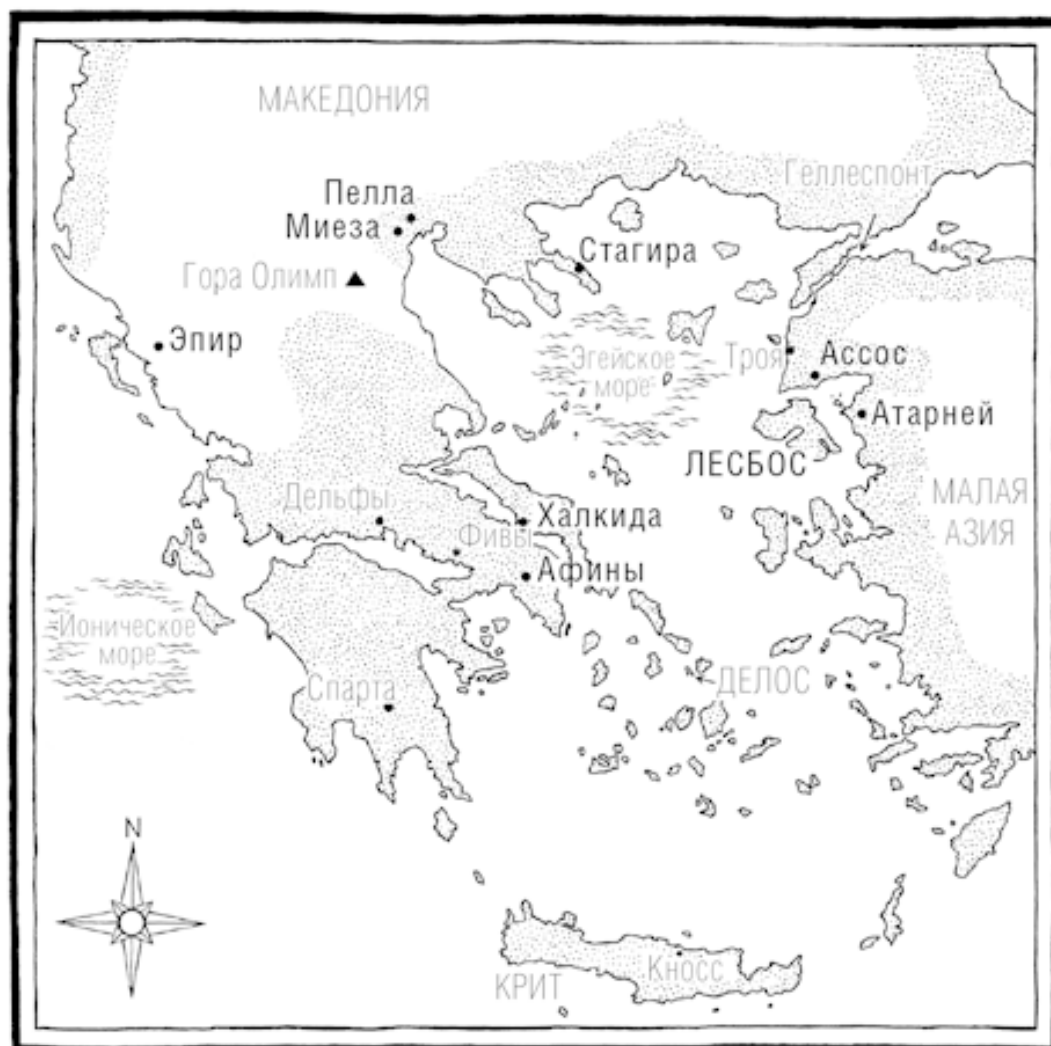 МАКЕДОНИЯ
Геллеспонт
Пелла
Миеза
Стагира
Гора Олимп
Эпир
Эгейское
море
Троя
Ассос
Атарней
ЛЕСБОС
МАЛАЯ
АЗИЯ
Дельфы
Халкида
Фивы
Афины
Ионическое
море
Спарта
ДЕЛОС
N
Кносс
КРИТ